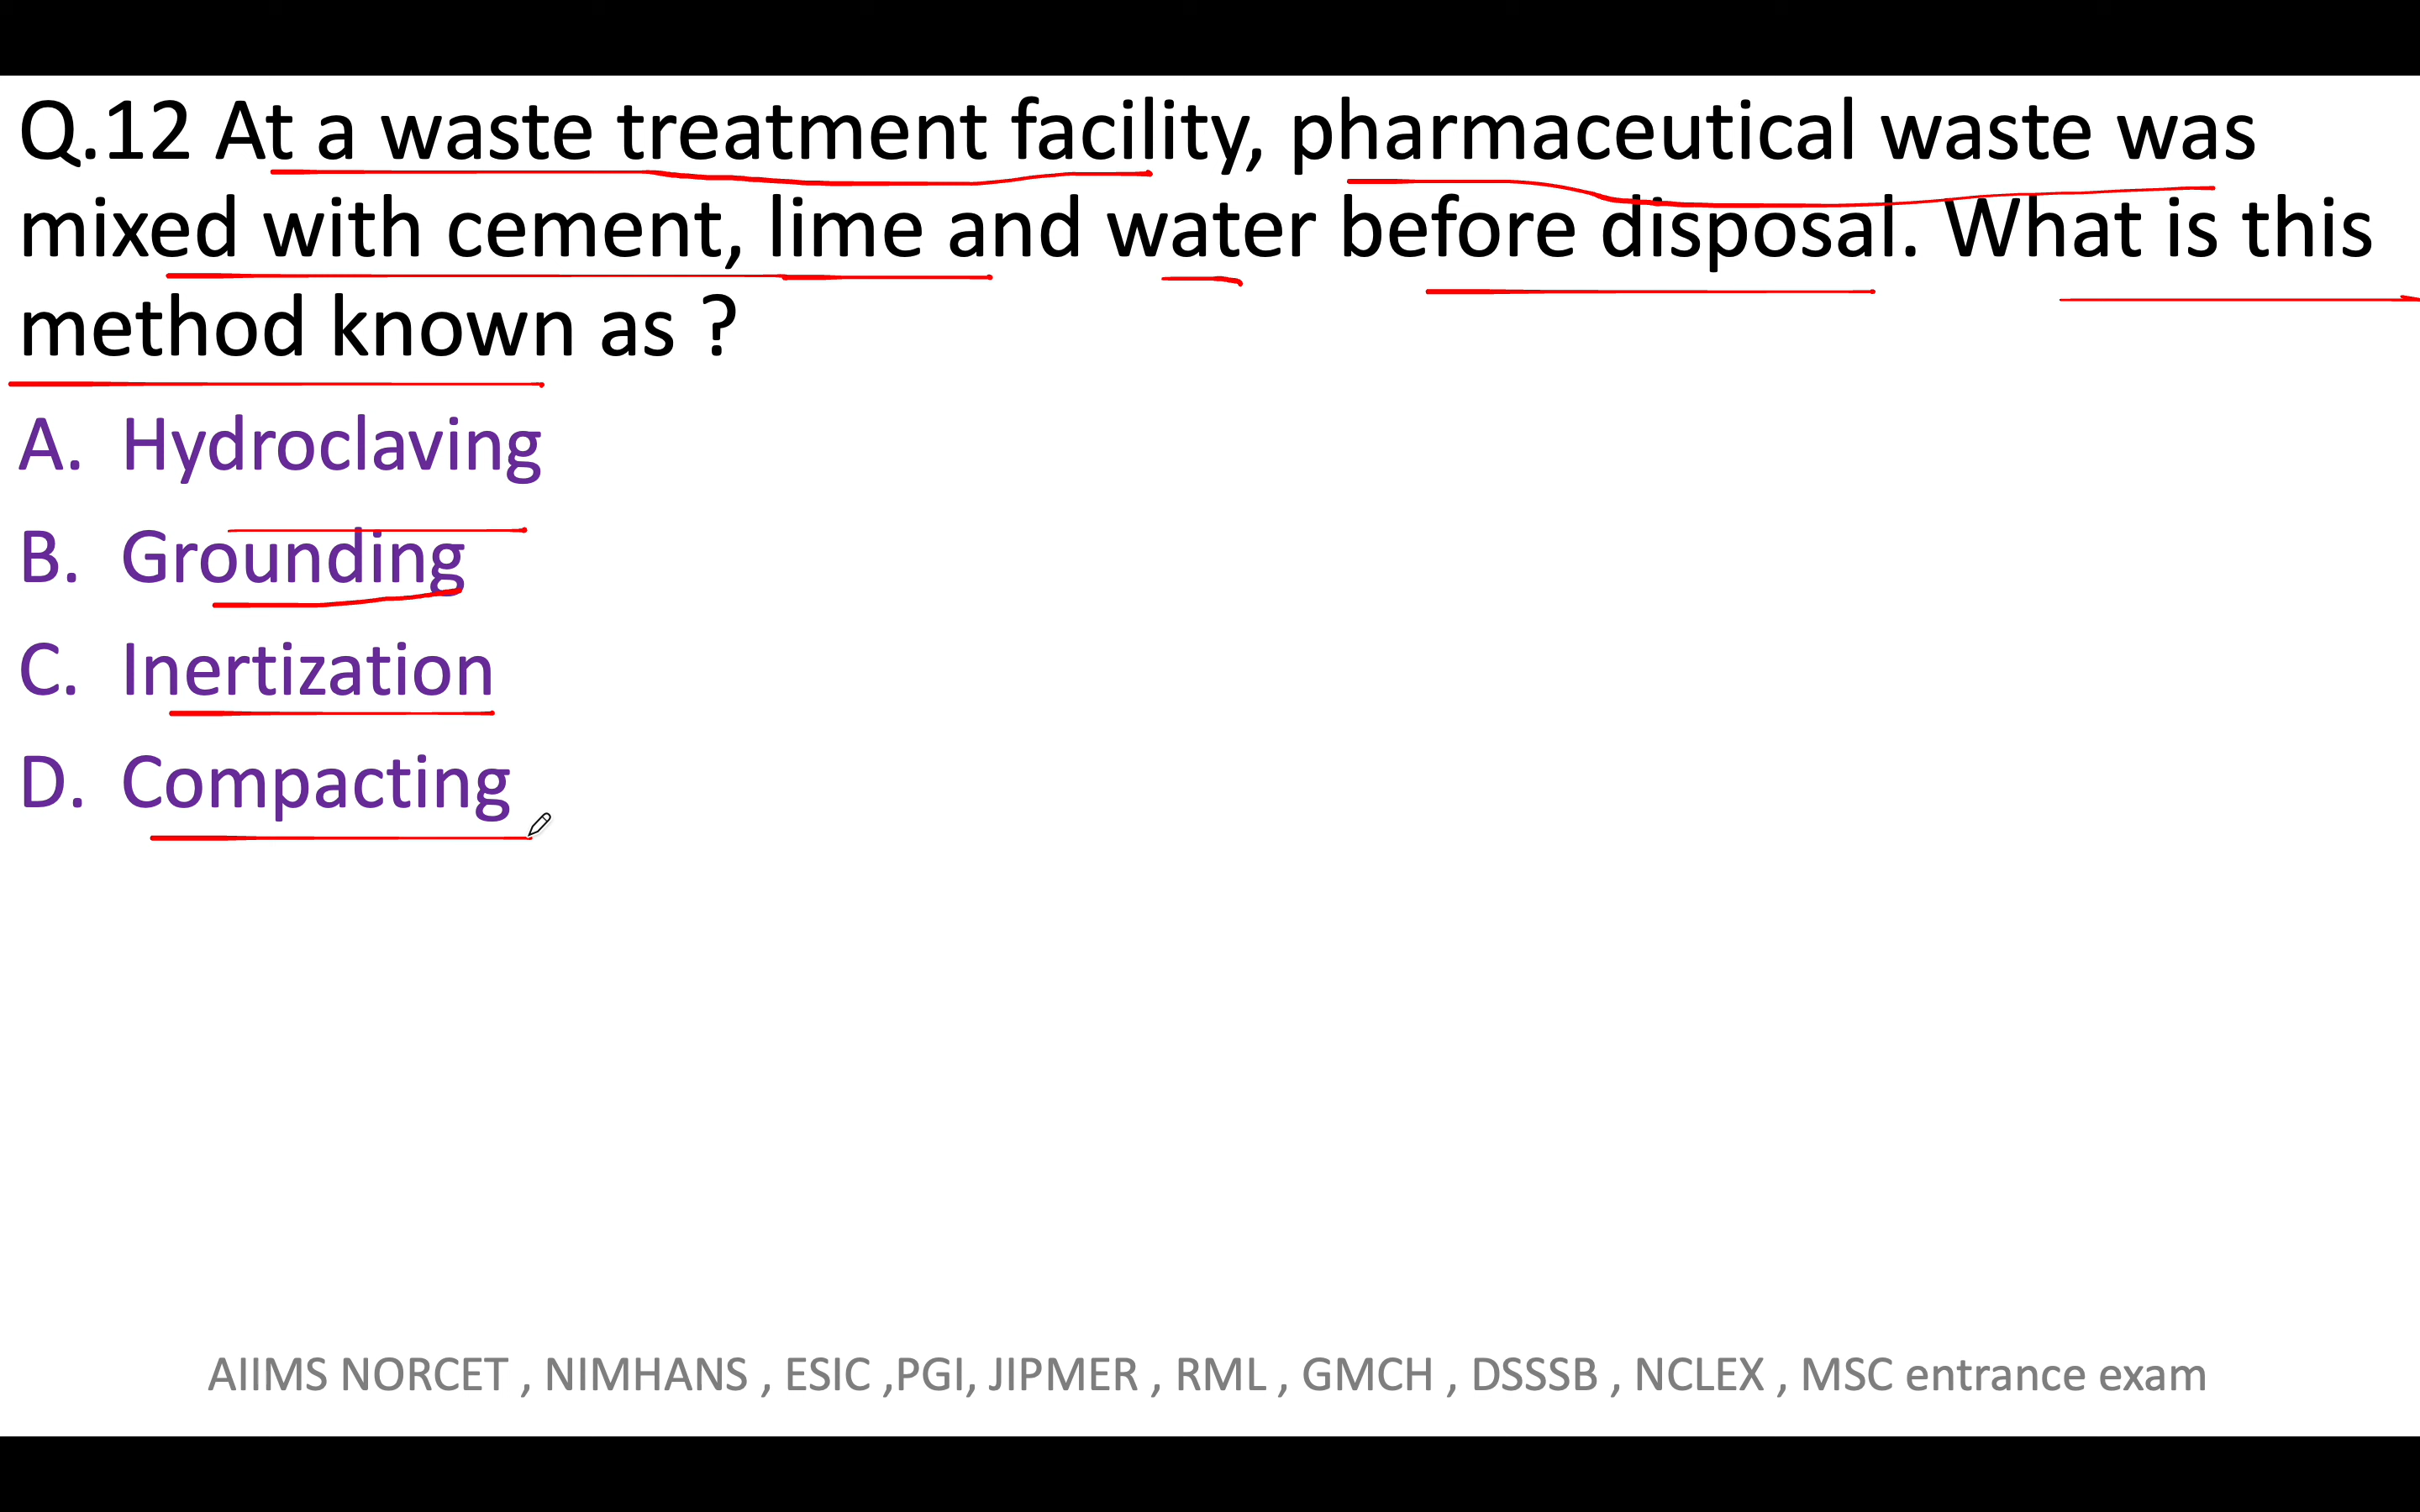 Q.12 At a waste treatment facility, pharmaceutical waste was
mixed with cement, lime and water before disposal. What is this
method known as ?
A. Hydroclaving
B. Grounding
C. Inertization
D. Compacting
AIIIMS NORCET , NIMHANS , ESIC ,PGI, JIPMER , RML , GMCH , DSSSB , NCLEX , MSC entrance exam